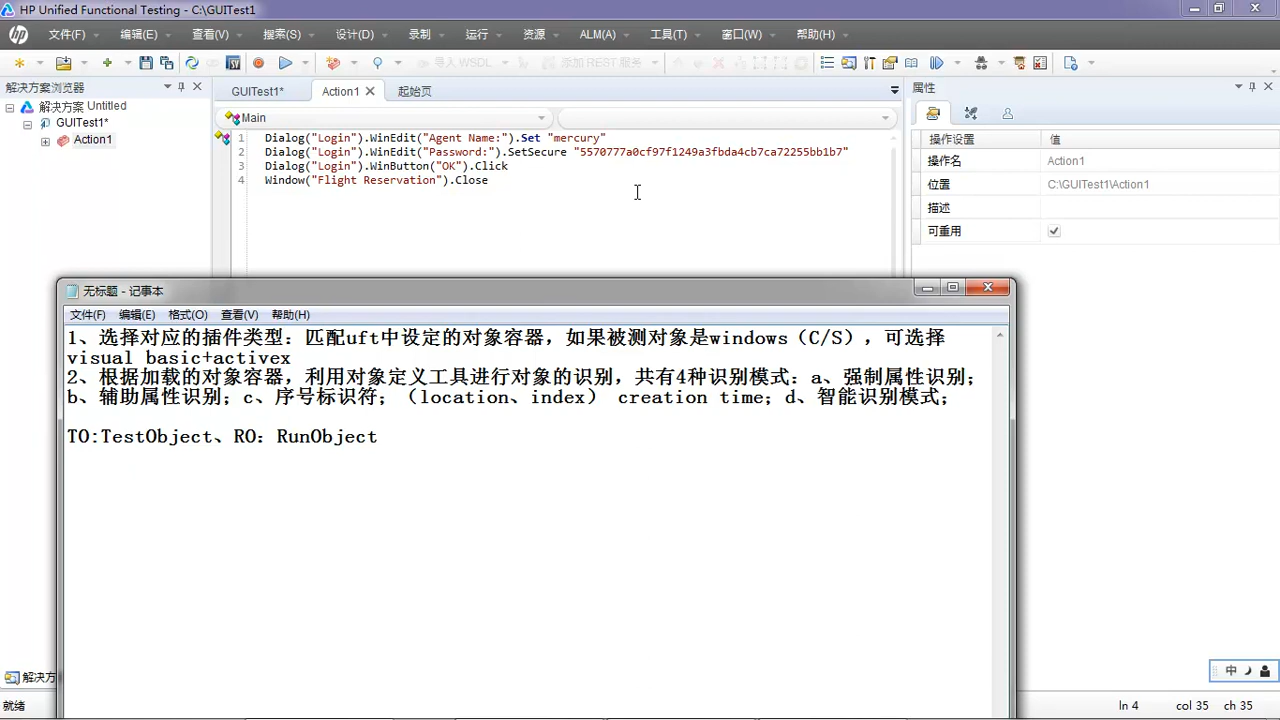 HP Unified Functional Testing - C:\GUITest1
文件(F) 编辑(E) 查看(V) 搜索(S) 设计(D) 录制 运行 资源 ALM(A) 工具(T) 窗口(W) 帮助(H)
导入 WSDL 添加 REST 服务
解决方案浏览器
解决方案 Untitled
GUITest1*
Action1
GUITest1* Action1 起始页
Main
1 Dialog("Login").WinEdit("Agent Name:").Set "mercury"
2 Dialog("Login").WinEdit("Password:").SetSecure "5570777a0cf97f1249a3fbda4cb7ca72255bb1b7"
3 Dialog("Login").WinButton("OK").Click
4 Window("Flight Reservation").Close
属性
操作设置 值
操作名 Action1
位置 C:\GUITest1\Action1
描述
可重用
无标题 - 记事本
文件(F) 编辑(E) 格式(O) 查看(V) 帮助(H)
1、选择对应的插件类型：匹配uft中设定的对象容器，如果被测对象是windows（C/S），可选择
visual basic+activex
2、根据加载的对象容器，利用对象定义工具进行对象的识别，共有4种识别模式：a、强制属性识别；
b、辅助属性识别；c、序号标识符；（location、index） creation time；d、智能识别模式；
TO:TestObject、RO：RunObject
解决方
中
就绪
ln 4 col 35 ch 35